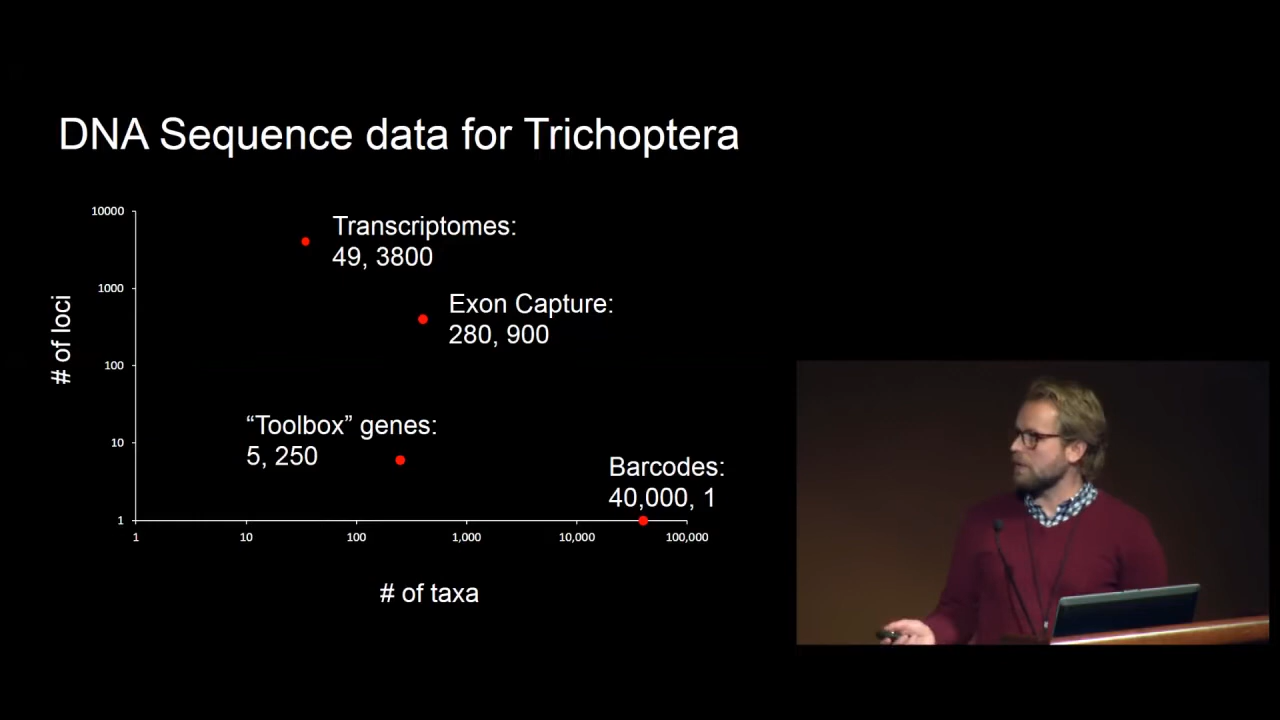 DNA Sequence data for Trichoptera
10000
1000
100
10
1
# of loci
Transcriptomes:
49, 3800
Exon Capture:
280, 900
“Toolbox” genes:
5, 250
Barcodes:
40,000, 1
1
10
100
1,000
10,000
100,000
# of taxa